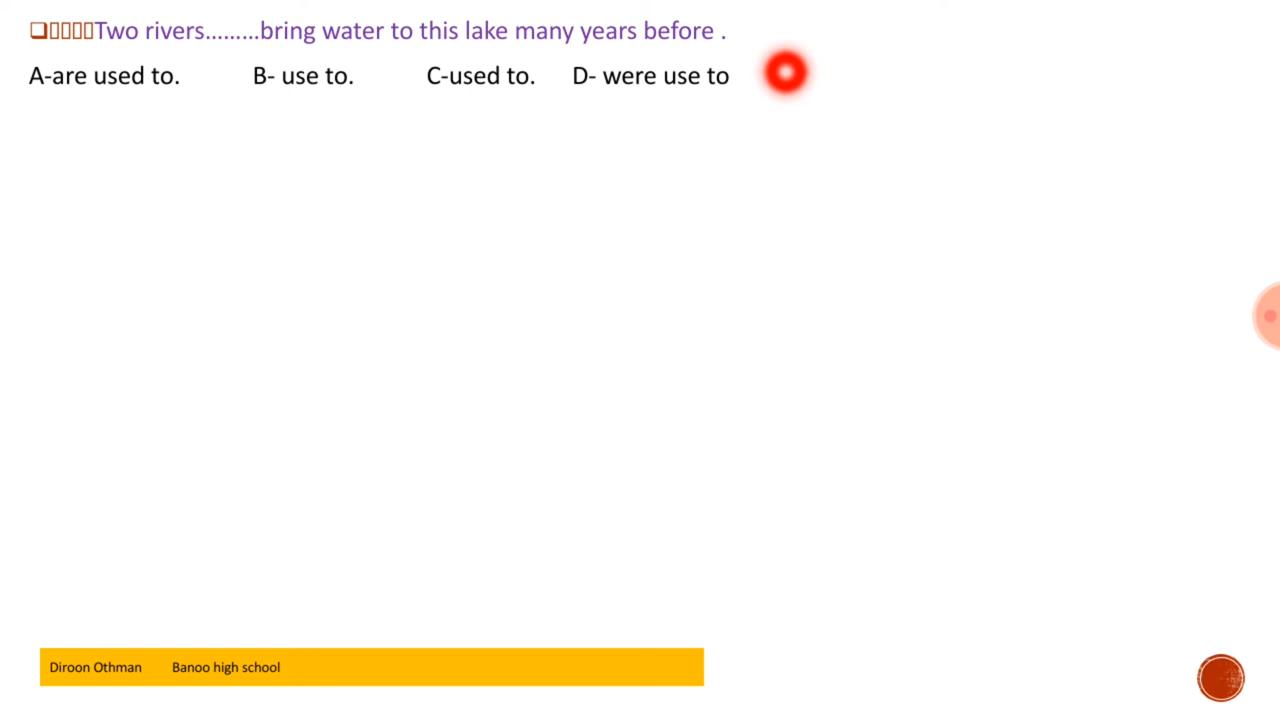 Two rivers.........bring water to this lake many years before .
A-are used to. B- use to. C-used to. D- were use to
Diroon Othman Banoo high school